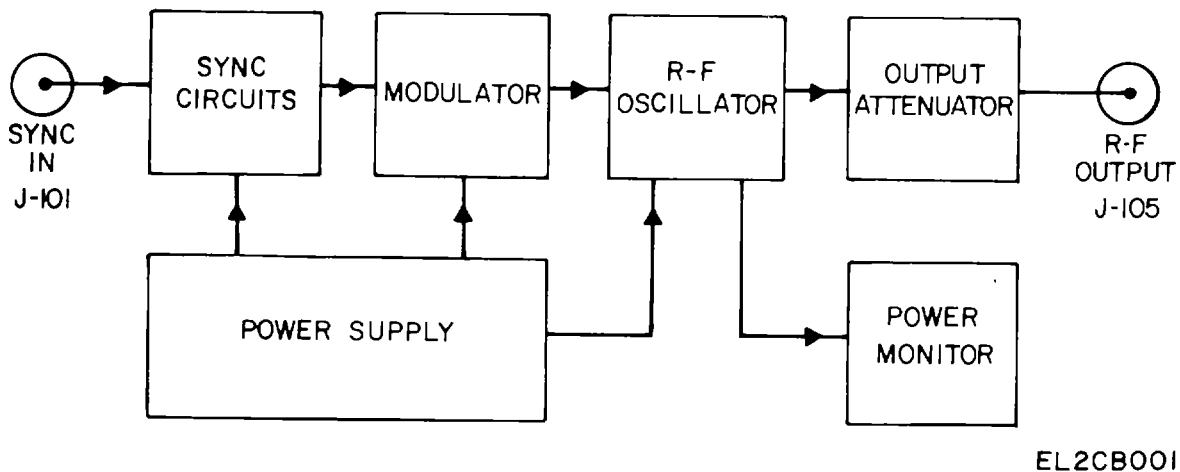 SYNC
IN
J-101
SYNC
CIRCUITS
MODULATOR
R-F
OSCILLATOR
OUTPUT
ATTENUATOR
R-F
OUTPUT
J-105
POWER SUPPLY
POWER
MONITOR
EL2CB001